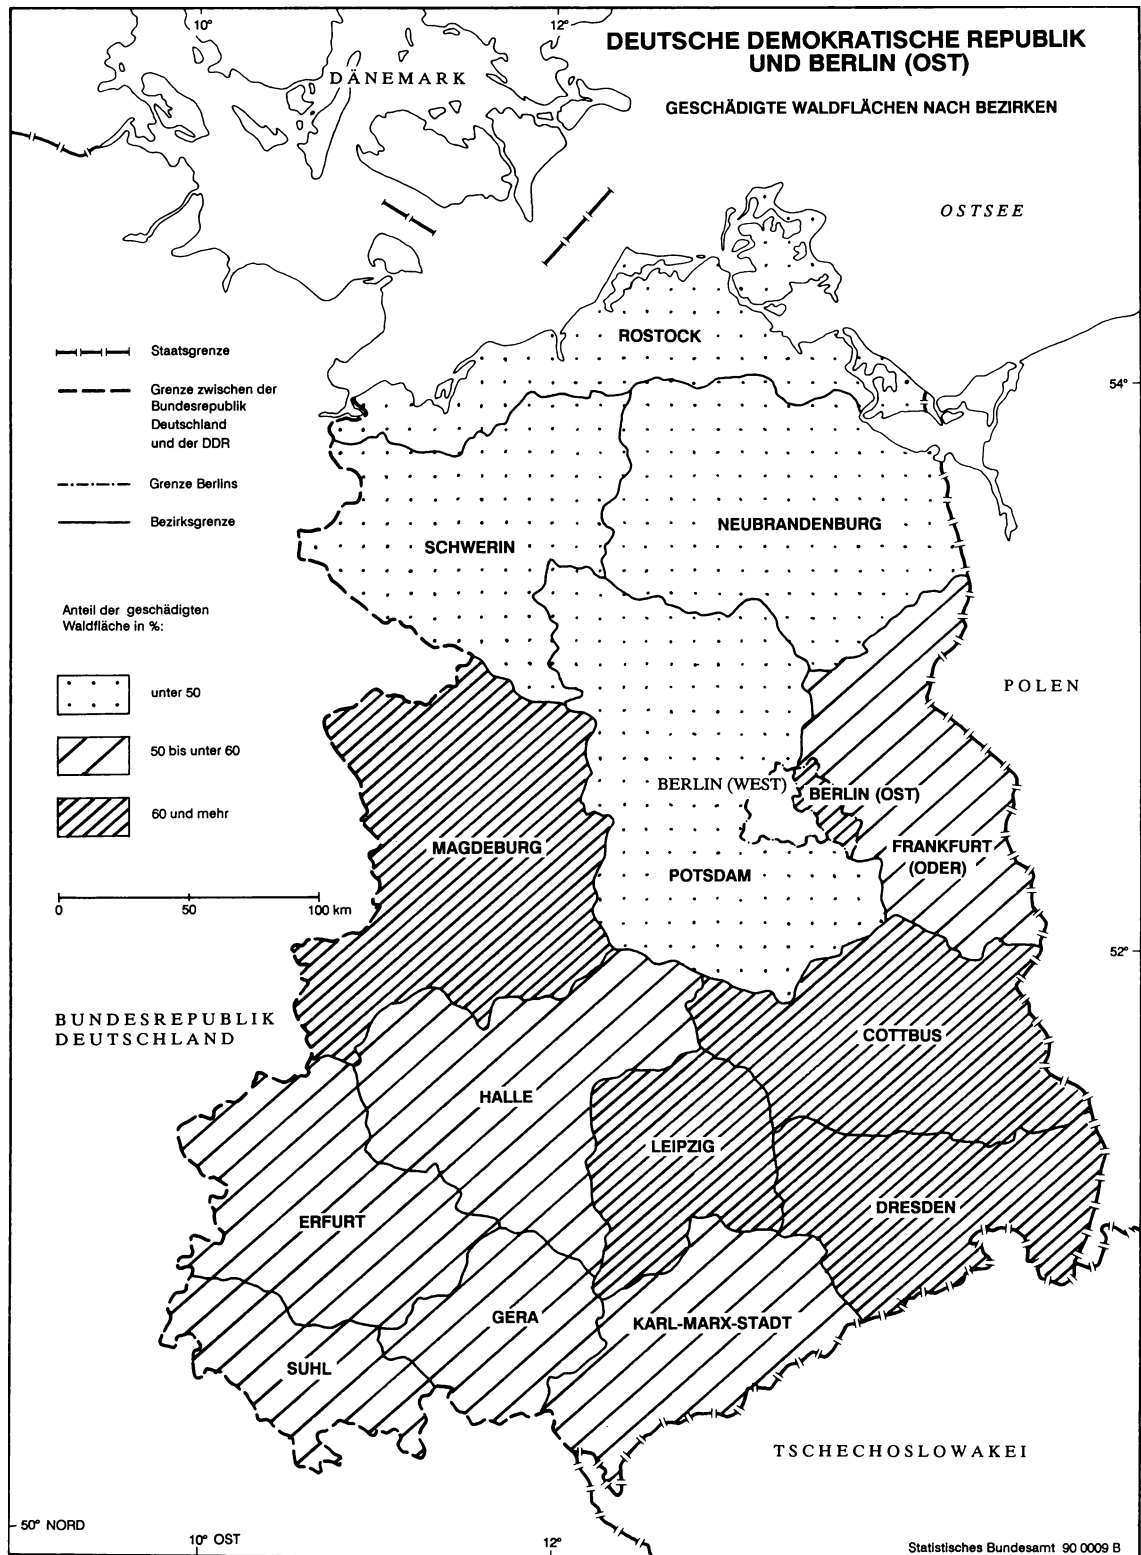 10°
12°
DEUTSCHE DEMOKRATISCHE REPUBLIK
UND BERLIN (OST)
DÄNEMARK
GESCHÄDIGTE WALDFLÄCHEN NACH BEZIRKEN
OSTSEE
ROSTOCK
Staatsgrenze
Grenze zwischen der
Bundesrepublik
Deutschland
und der DDR
54°
Grenze Berlins
Bezirksgrenze
NEUBRANDENBURG
SCHWERIN
Anteil der geschädigten
Waldfläche in %:
unter 50
50 bis unter 60
60 und mehr
POLEN
BERLIN (WEST)
BERLIN (OST)
MAGDEBURG
FRANKFURT
(ODER)
POTSDAM
0
50
100 km
52°
BUNDESREPUBLIK
DEUTSCHLAND
COTTBUS
HALLE
LEIPZIG
DRESDEN
ERFURT
GERA
KARL-MARX-STADT
SUHL
TSCHECHOSLOWAKEI
50° NORD
10° OST
12°
Statistisches Bundesamt 90 0009 B